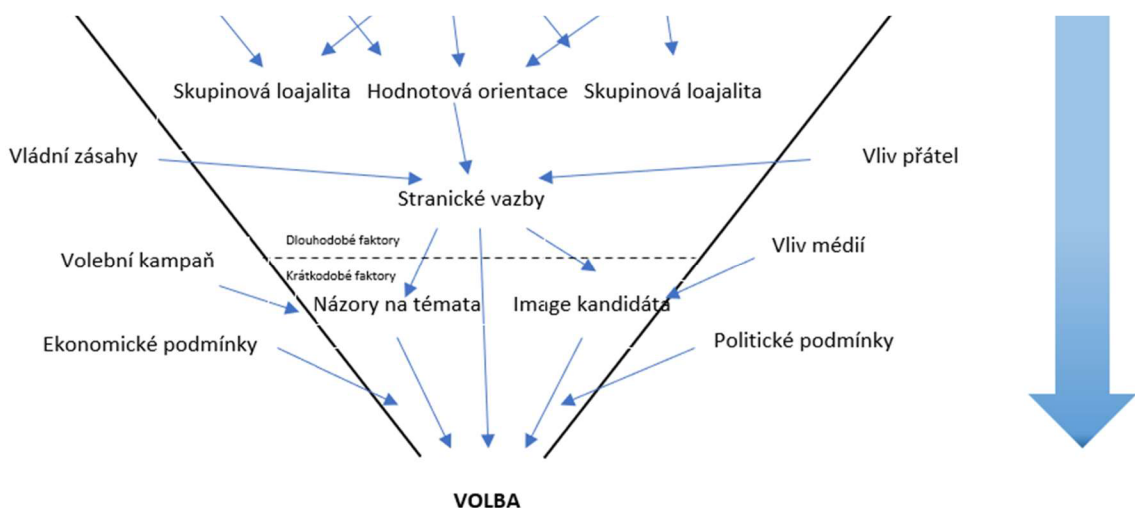 Skupinová loajalita
Hodnotová orientace
Skupinová loajalita
Vládní zásahy
Vliv přátel
Stranické vazby
Dlouhodobé faktory
Vliv médií
Volební kampaň
Krátkodobé faktory
Názory na témata
Image kandidáta
Ekonomické podmínky
Politické podmínky
VOLBA